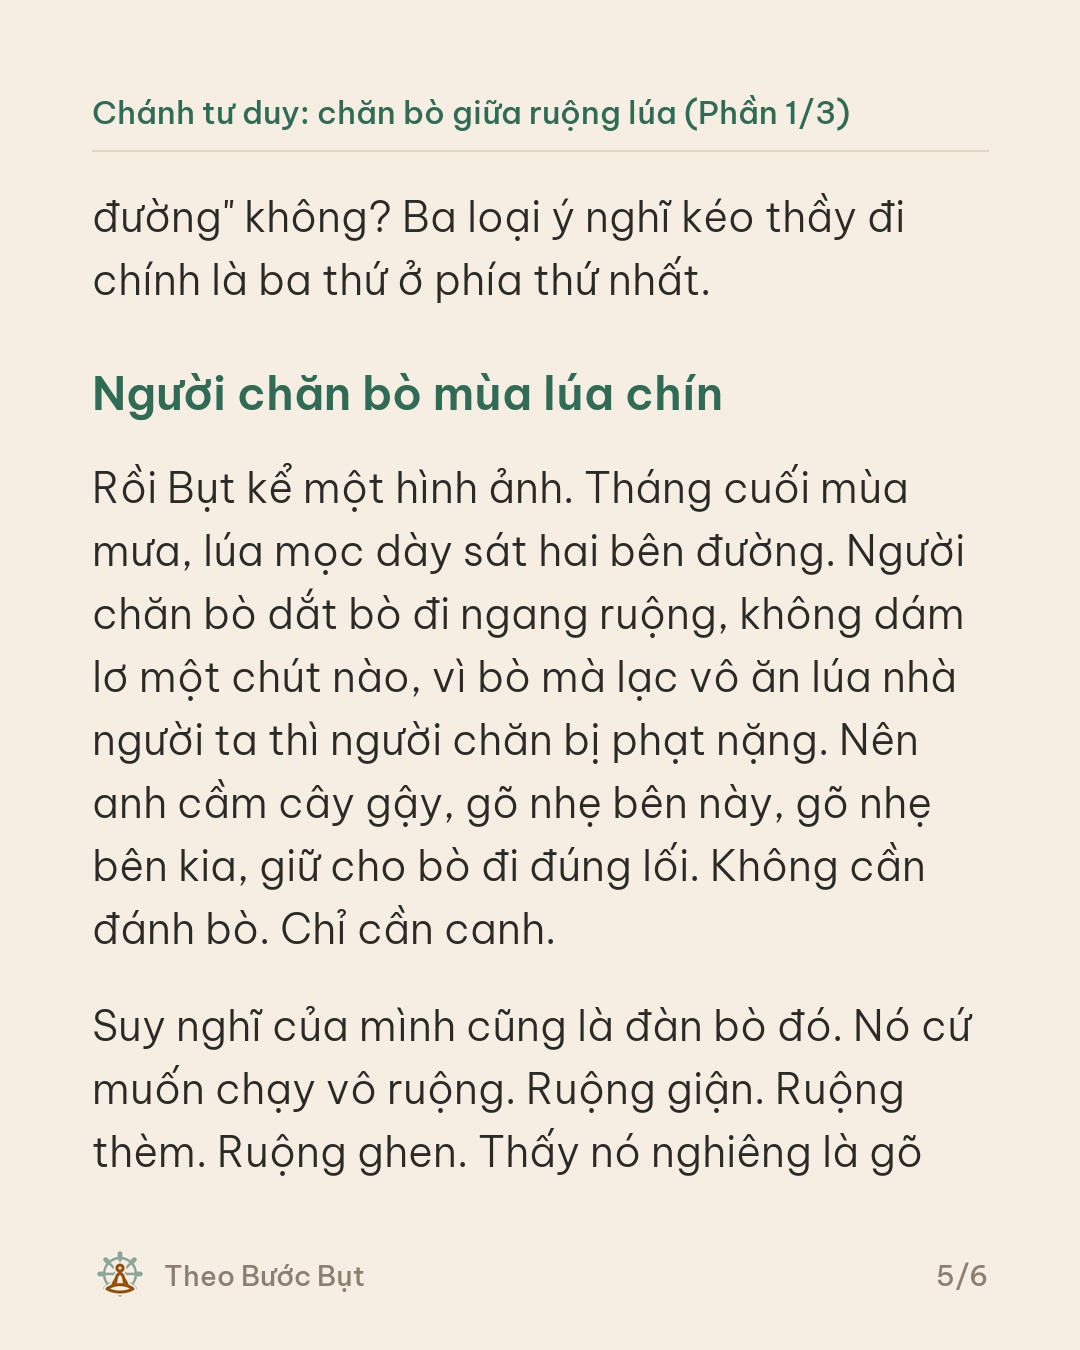 Chánh tư duy: chăn bò giữa ruộng lúa (Phần 1/3)
đường" không? Ba loại ý nghĩ kéo thầy đi
chính là ba thứ ở phía thứ nhất.
Người chăn bò mùa lúa chín
Rồi Bụt kể một hình ảnh. Tháng cuối mùa
mưa, lúa mọc dày sát hai bên đường. Người
chăn bò dắt bò đi ngang ruộng, không dám
lơ một chút nào, vì bò mà lạc vô ăn lúa nhà
người ta thì người chăn bị phạt nặng. Nên
anh cầm cây gậy, gõ nhẹ bên này, gõ nhẹ
bên kia, giữ cho bò đi đúng lối. Không cần
đánh bò. Chỉ cần canh.
Suy nghĩ của mình cũng là đàn bò đó. Nó cứ
muốn chạy vô ruộng. Ruộng giận. Ruộng
thèm. Ruộng ghen. Thấy nó nghiêng là gõ
Theo Bước Bụt
5/6